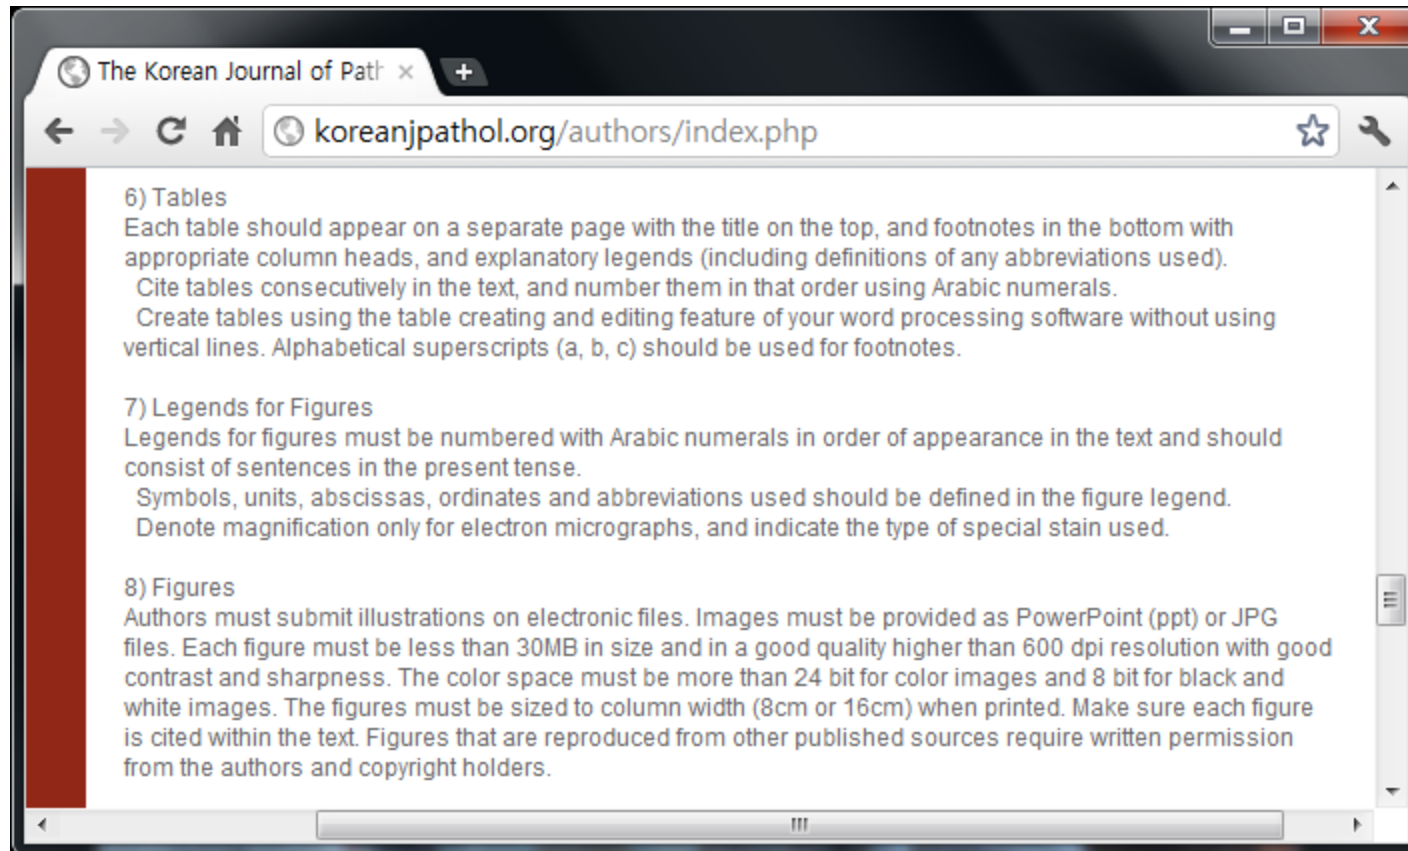 The Korean Journal of Path
koreanjpathol.org/authors/index.php
6) Tables
Each table should appear on a separate page with the title on the top, and footnotes in the bottom with
appropriate column heads, and explanatory legends (including definitions of any abbreviations used).
Cite tables consecutively in the text, and number them in that order using Arabic numerals.
Create tables using the table creating and editing feature of your word processing software without using
vertical lines. Alphabetical superscripts (a, b, c) should be used for footnotes.
7) Legends for Figures
Legends for figures must be numbered with Arabic numerals in order of appearance in the text and should
consist of sentences in the present tense.
Symbols, units, abscissas, ordinates and abbreviations used should be defined in the figure legend.
Denote magnification only for electron micrographs, and indicate the type of special stain used.
8) Figures
Authors must submit illustrations on electronic files. Images must be provided as PowerPoint (ppt) or JPG
files. Each figure must be less than 30MB in size and in a good quality higher than 600 dpi resolution with good
contrast and sharpness. The color space must be more than 24 bit for color images and 8 bit for black and
white images. The figures must be sized to column width (8cm or 16cm) when printed. Make sure each figure
is cited within the text. Figures that are reproduced from other published sources require written permission
from the authors and copyright holders.